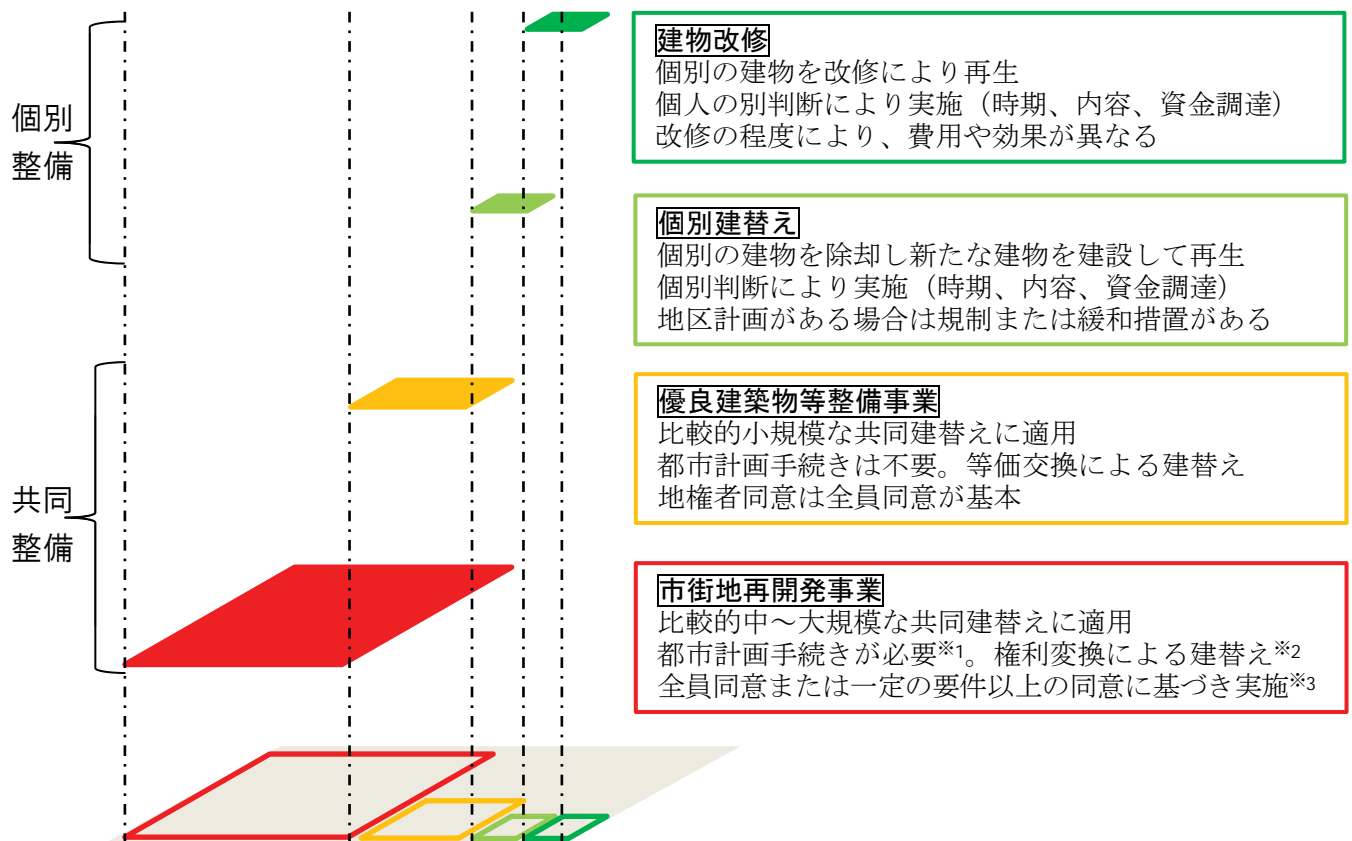 個別
整備
建物改修
個別の建物を改修により再生
個人の別判断により実施（時期、内容、資金調達）
改修の程度により、費用や効果が異なる
個別建替え
個別の建物を除却し新たな建物を建設して再生
個別判断により実施（時期、内容、資金調達）
地区計画がある場合は規制または緩和措置がある
共同
整備
優良建築物等整備事業
比較的小規模な共同建替えに適用
都市計画手続きは不要。等価交換による建替え
地権者同意は全員同意が基本
市街地再開発事業
比較的中～大規模な共同建替えに適用
都市計画手続きが必要※1。権利変換による建替え※2
全員同意または一定の要件以上の同意に基づき実施※3